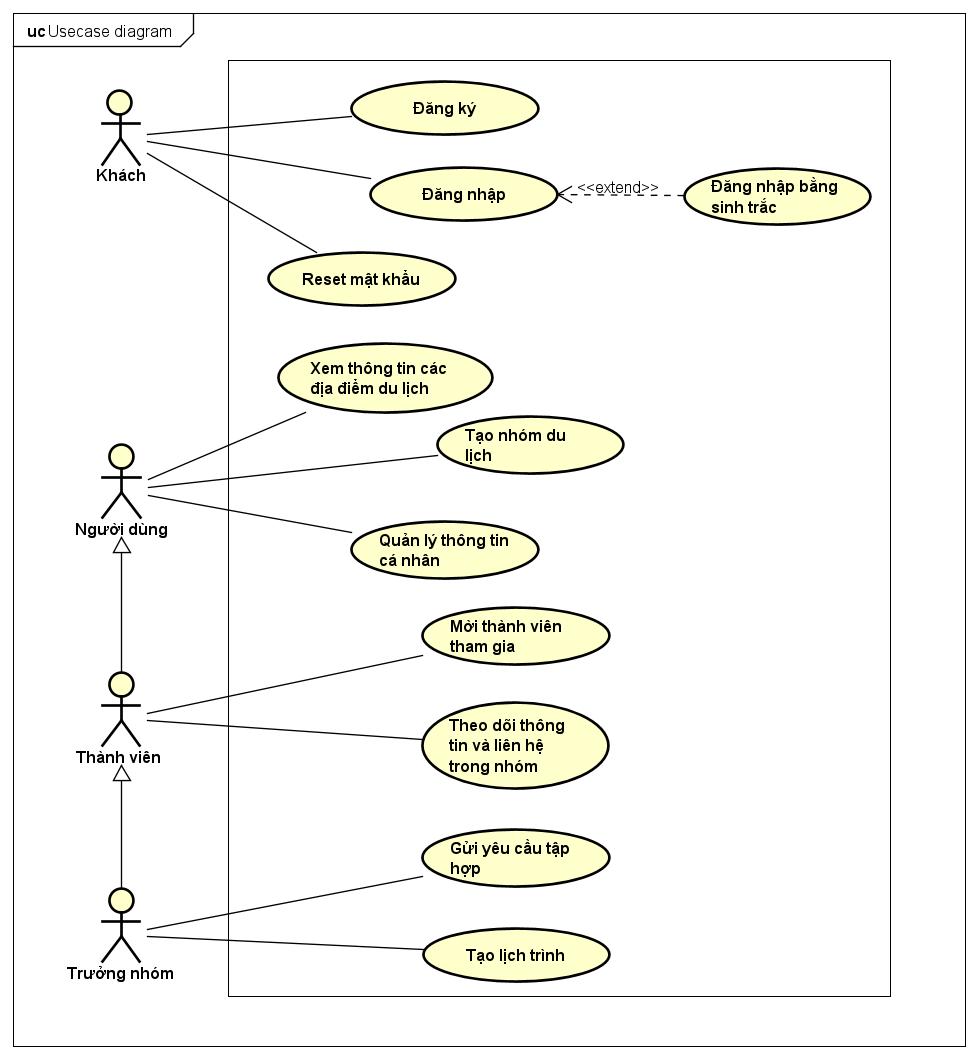 uc Usecase diagram
Đăng ký
Khách
Đăng nhập
<<extend>>
Đăng nhập bằng
sinh trắc
Reset mật khẩu
Xem thông tin các
địa điểm du lịch
Tạo nhóm du
lịch
Người dùng
Quản lý thông tin
cá nhân
Mời thành viên
tham gia
Theo dõi thông
tin và liên hệ
trong nhóm
Thành viên
Gửi yêu cầu tập
hợp
Tạo lịch trình
Trưởng nhóm